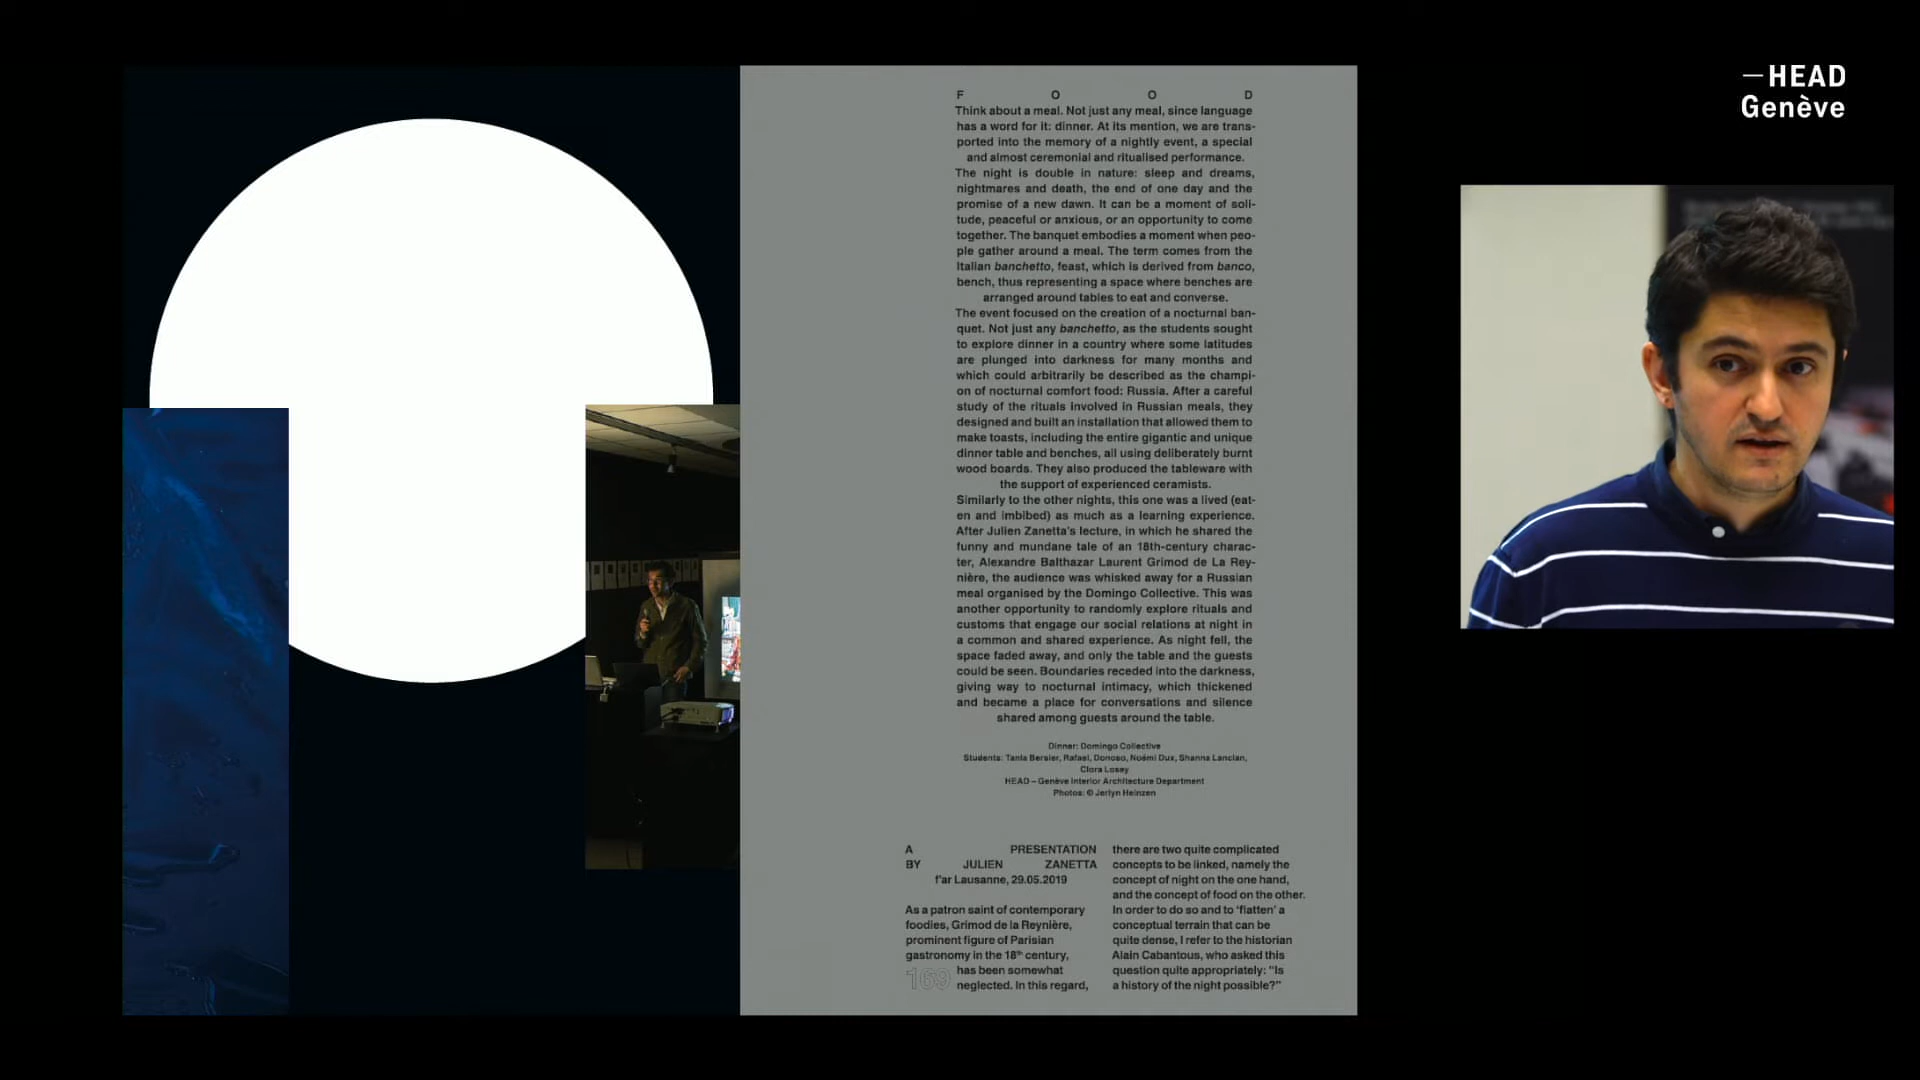 F O O D
Think about a meal. Not just any meal, since language
has a word for it: dinner. At its mention, we are trans-
ported into the memory of a nightly event, a special
and almost ceremonial and ritualised performance.
The night is double in nature: sleep and dreams,
nightmares and death, the end of one day and the
promise of a new dawn. It can be a moment of soli-
tude, peaceful or anxious, or an opportunity to come
together. The banquet embodies a moment when peo-
ple gather around a meal. The term comes from the
Italian banchetto, feast, which is derived from banco,
bench, thus representing a space where benches are
arranged around tables to eat and converse.
The event focused on the creation of a nocturnal ban-
quet. Not just any banchetto, as the students sought
to explore dinner in a country where some latitudes
are plunged into darkness for many months and
which could arbitrarily be described as the champi-
on of nocturnal comfort food: Russia. After a careful
study of the rituals involved in Russian meals, they
designed and built an installation that allowed them to
make toasts, including the entire gigantic and unique
dinner table and benches, all using deliberately burnt
wood boards. They also produced the tableware with
the support of experienced ceramists.
Similarly to the other nights, this one was a lived (eat-
en and imbibed) as much as a learning experience.
After Julien Zanetta's lecture, in which he shared the
funny and mundane tale of an 18th-century charac-
ter, Alexandre Balthazar Laurent Grimod de La Rey-
nière, the audience was whisked away for a Russian
meal organised by the Domingo Collective. This was
another opportunity to randomly explore rituals and
customs that engage our social relations at night in
a common and shared experience. As night fell, the
space faded away, and only the table and the guests
could be seen. Boundaries receded into the darkness,
giving way to nocturnal intimacy, which thickened
and became a place for conversations and silence
shared among guests around the table.
Dinner: Domingo Collective
Students: Tania Bersier, Rafael, Donoso, Noémi Dux, Shanna Lancian,
Clora Losey
HEAD – Genève Interior Architecture Department
Photos: © Jerlyn Heinzen
A PRESENTATION
BY JULIEN ZANETTA
f'ar Lausanne, 29.05.2019
As a patron saint of contemporary
foodies, Grimod de la Reynière,
prominent figure of Parisian
gastronomy in the 18th century,
has been somewhat
neglected. In this regard,
169
there are two quite complicated
concepts to be linked, namely the
concept of night on the one hand,
and the concept of food on the other.
In order to do so and to 'flatten' a
conceptual terrain that can be
quite dense, I refer to the historian
Alain Cabantous, who asked this
question quite appropriately: "Is
a history of the night possible?"
–HEAD
Genève